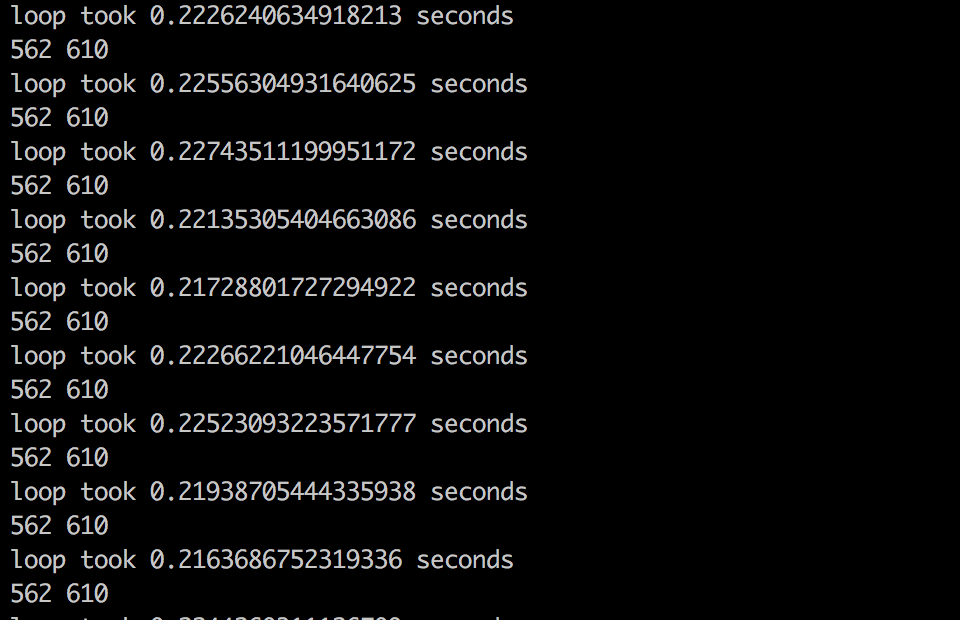 loop took 0.2226240634918213 seconds
562 610
loop took 0.22556304931640625 seconds
562 610
loop took 0.22743511199951172 seconds
562 610
loop took 0.22135305404663086 seconds
562 610
loop took 0.21728801727294922 seconds
562 610
loop took 0.22266221046447754 seconds
562 610
loop took 0.22523093223571777 seconds
562 610
loop took 0.21938705444335938 seconds
562 610
loop took 0.2163686752319336 seconds
562 610